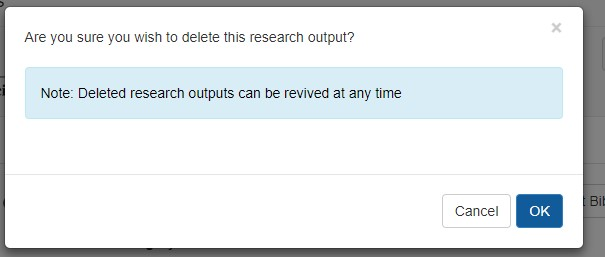 Are you sure you wish to delete this research output?
×
Note: Deleted research outputs can be revived at any time
Cancel
OK
t Bi